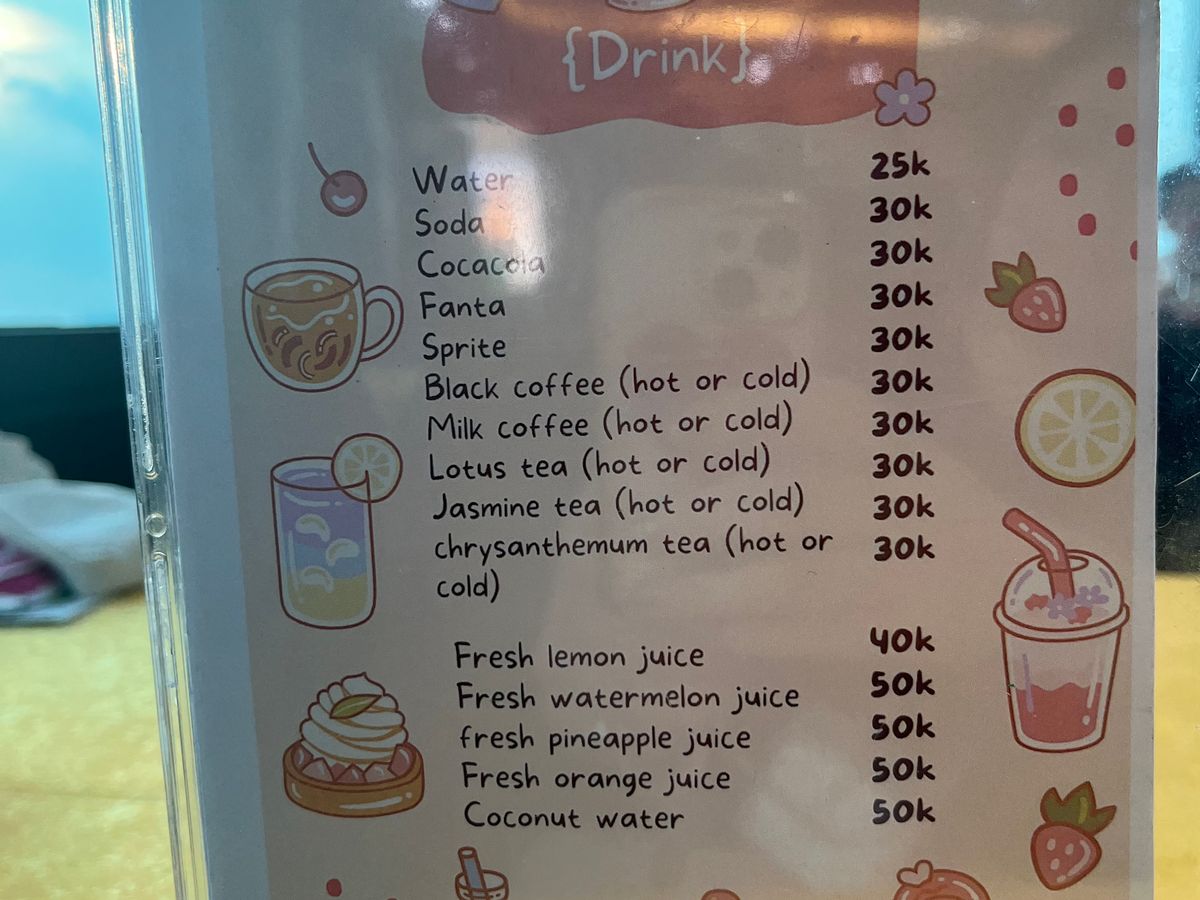 {Drink}
Water 25k
Soda 30k
Cocacola 30k
Fanta 30k
Sprite 30k
Black coffee (hot or cold) 30k
Milk coffee (hot or cold) 30k
Lotus tea (hot or cold) 30k
Jasmine tea (hot or cold) 30k
chrysanthemum tea (hot or 30k
cold)
Fresh lemon juice 40k
Fresh watermelon juice 50k
fresh pineapple juice 50k
Fresh orange juice 50k
Coconut water 50k